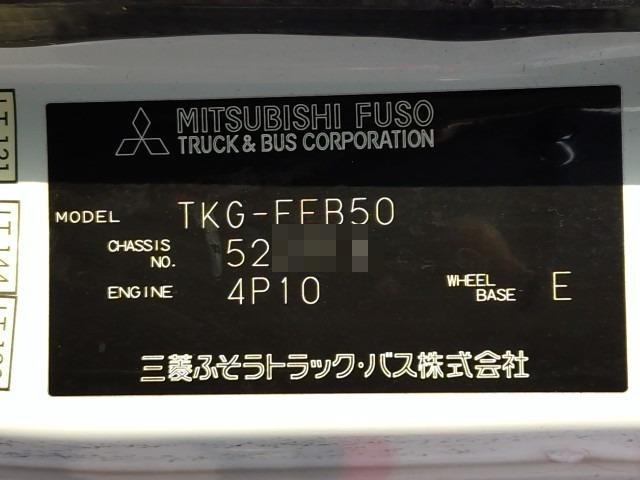 MITSUBISHI FUSO
TRUCK & BUS CORPORATION
MODEL TKG-FEB50
CHASSIS NO. 52
ENGINE 4P10 WHEEL BASE E
三菱ふそうトラック・バス株式会社